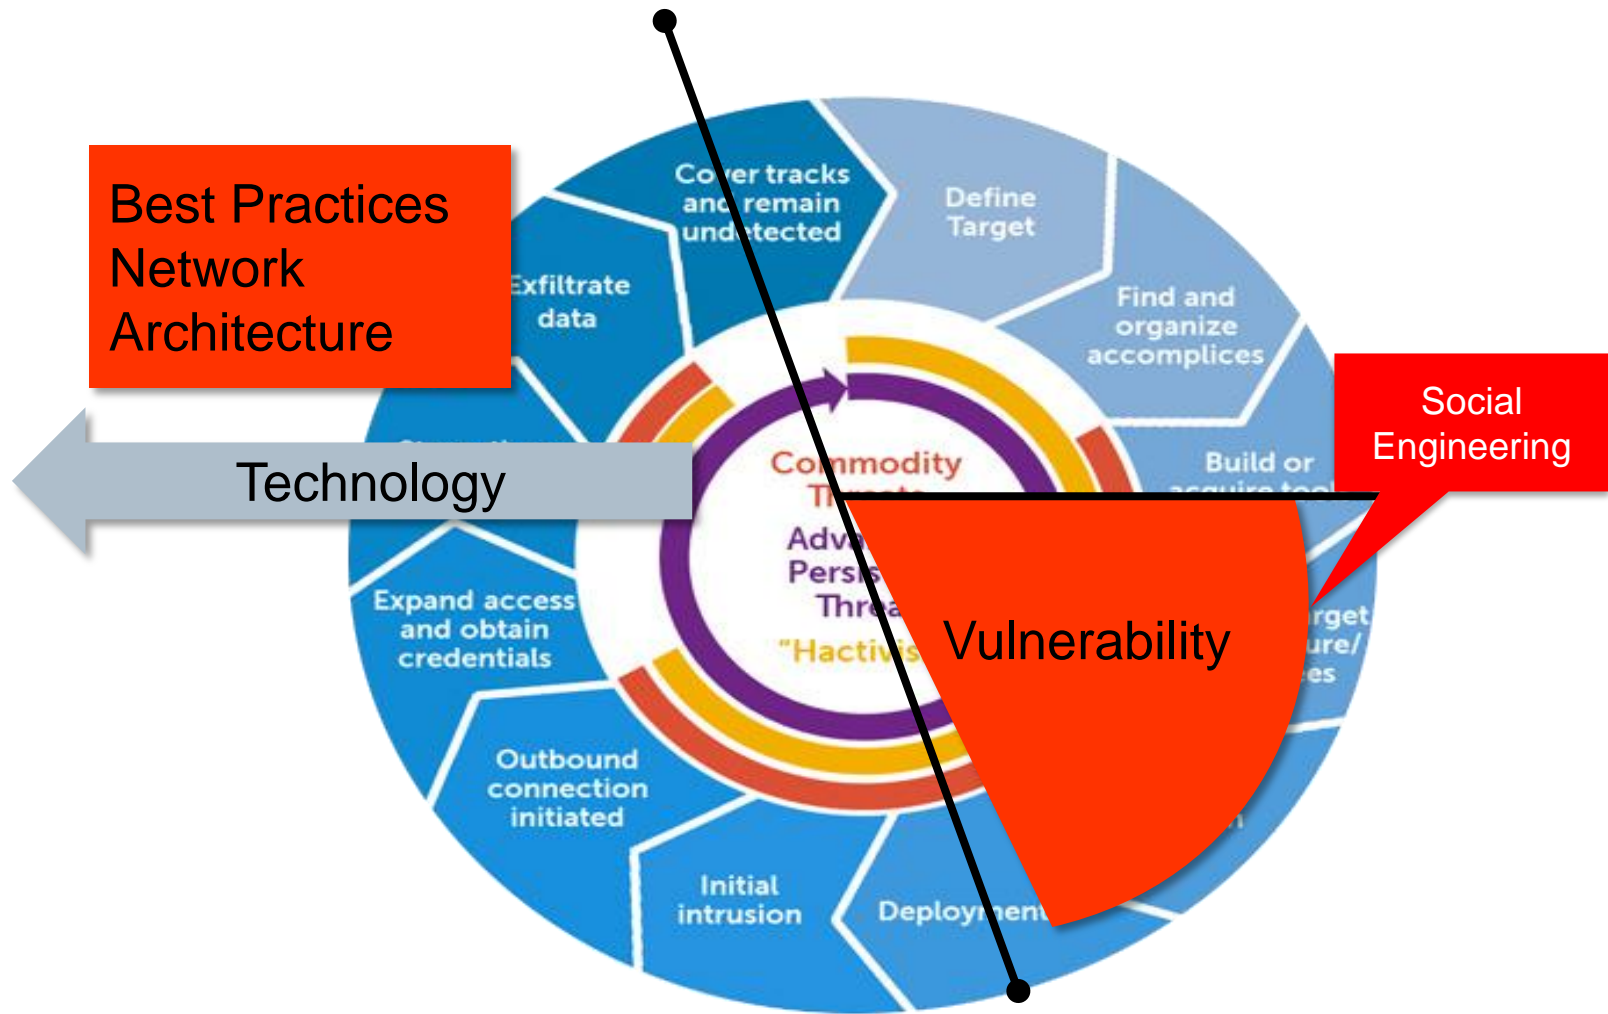 Best Practices
Network
Architecture
Technology
Cover tracks
and remain
undetected
Define
Target
Find and
organize
accomplices
Build or
Social
Engineering
Exfiltrate
data
Expand access
and obtain
credentials
Outbound
connection
initiated
Initial
intrusion
Deployment
Commodity
Threats
"Hactivis
Vulnerability